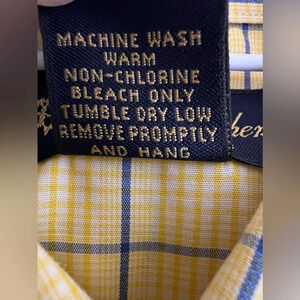 MACHINE WASH
WARM
NON-CHLORINE
BLEACH ONLY
TUMBLE DRY LOW
REMOVE PROMPTLY
AND HANG